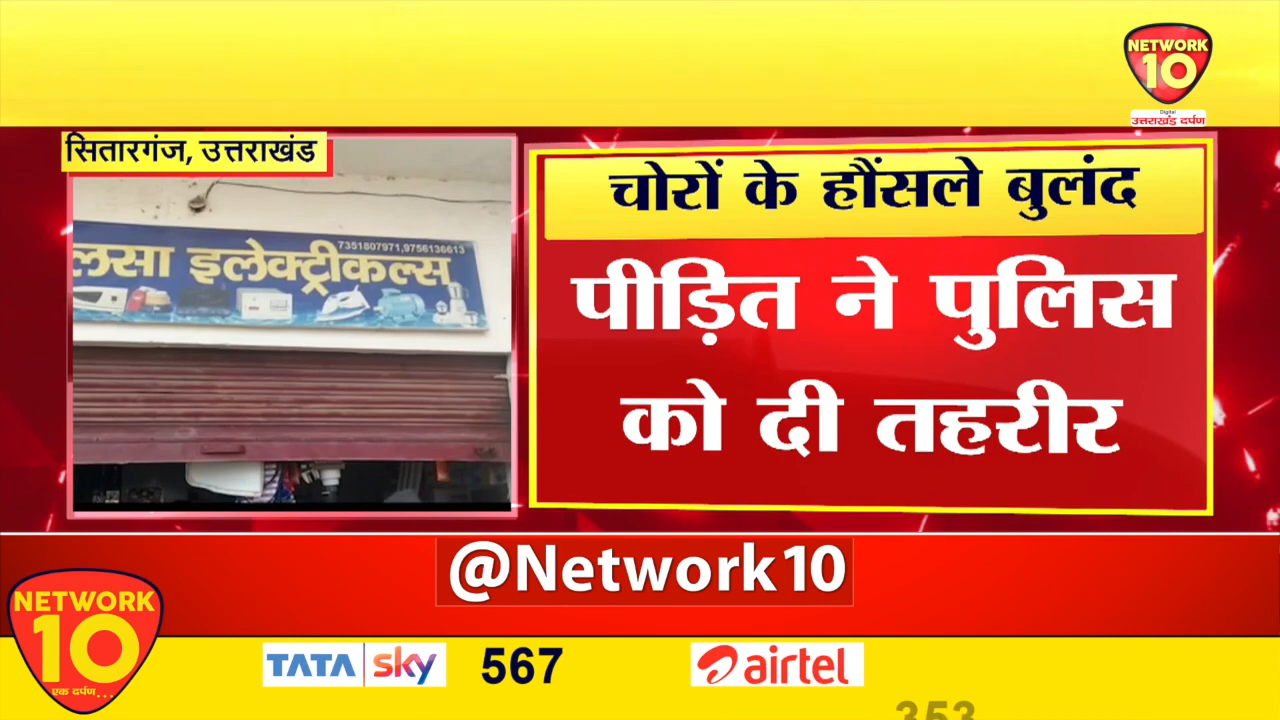 NETWORK
10
Digital
उत्तराखंड दर्पण
सितारगंज, उत्तराखंड
चोरों के हौंसले बुलंद
7351807971,9756136613
लसा इलेक्ट्रीकल्स
पीड़ित ने पुलिस
को दी तहरीर
@Network10
NETWORK
10
एक दर्पण...
TATA sky 567 airtel
353